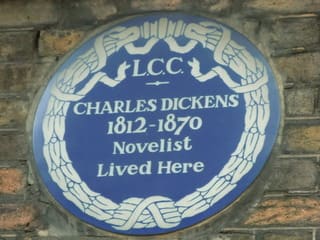 L.C.C.
CHARLES DICKENS
1812-1870
Novelist
Lived Here